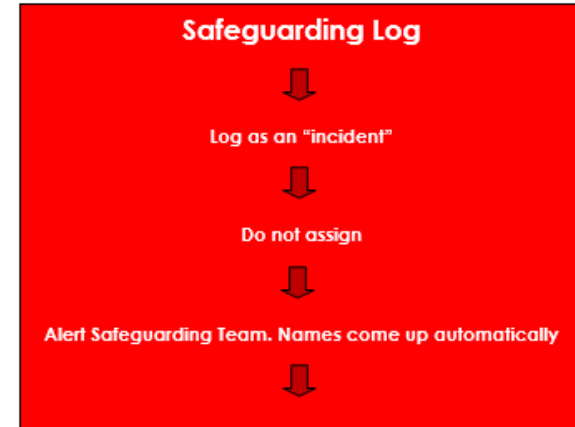 Safeguarding Log
Log as an “incident”
Do not assign
Alert Safeguarding Team. Names come up automatically